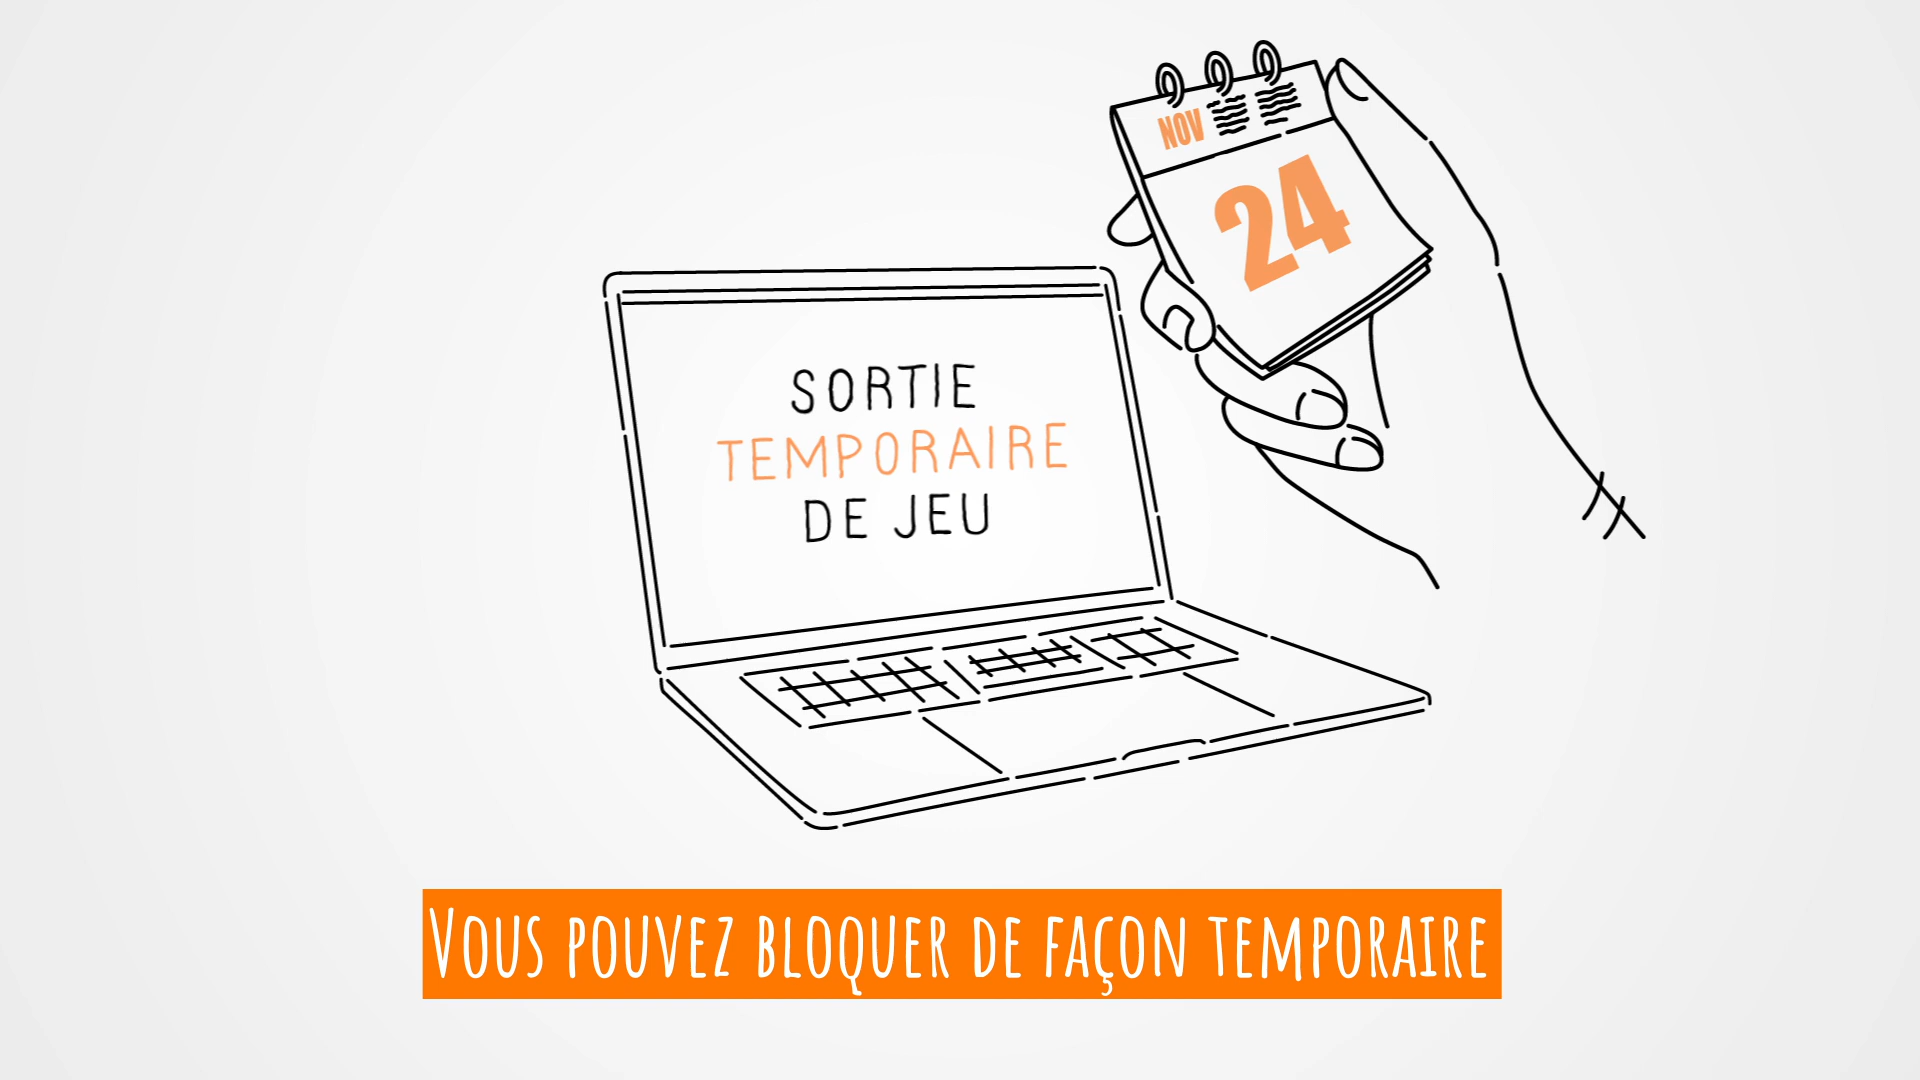 NOV
24
SORTIE
TEMPORAIRE
DE JEU
Vous pouvez bloquer de façon temporaire